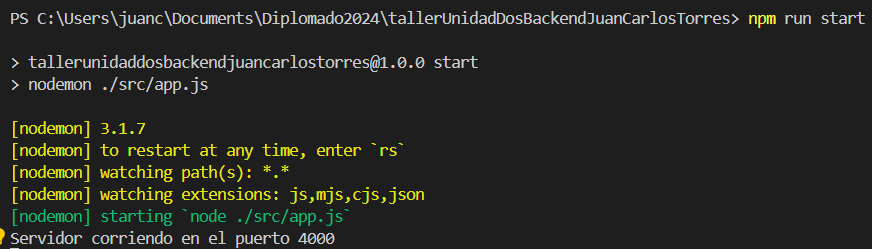 PS C:\Users\juanc\Documents\Diplomado2024\tallerUnidadDosBackendJuanCarlosTorres> npm run start
> tallerunidaddosbackendjuancarlostorres@1.0.0 start
> nodemon ./src/app.js
[nodemon] 3.1.7
[nodemon] to restart at any time, enter `rs`
[nodemon] watching path(s): *.*
[nodemon] watching extensions: js,mjs,cjs,json
[nodemon] starting `node ./src/app.js`
Servidor corriendo en el puerto 4000